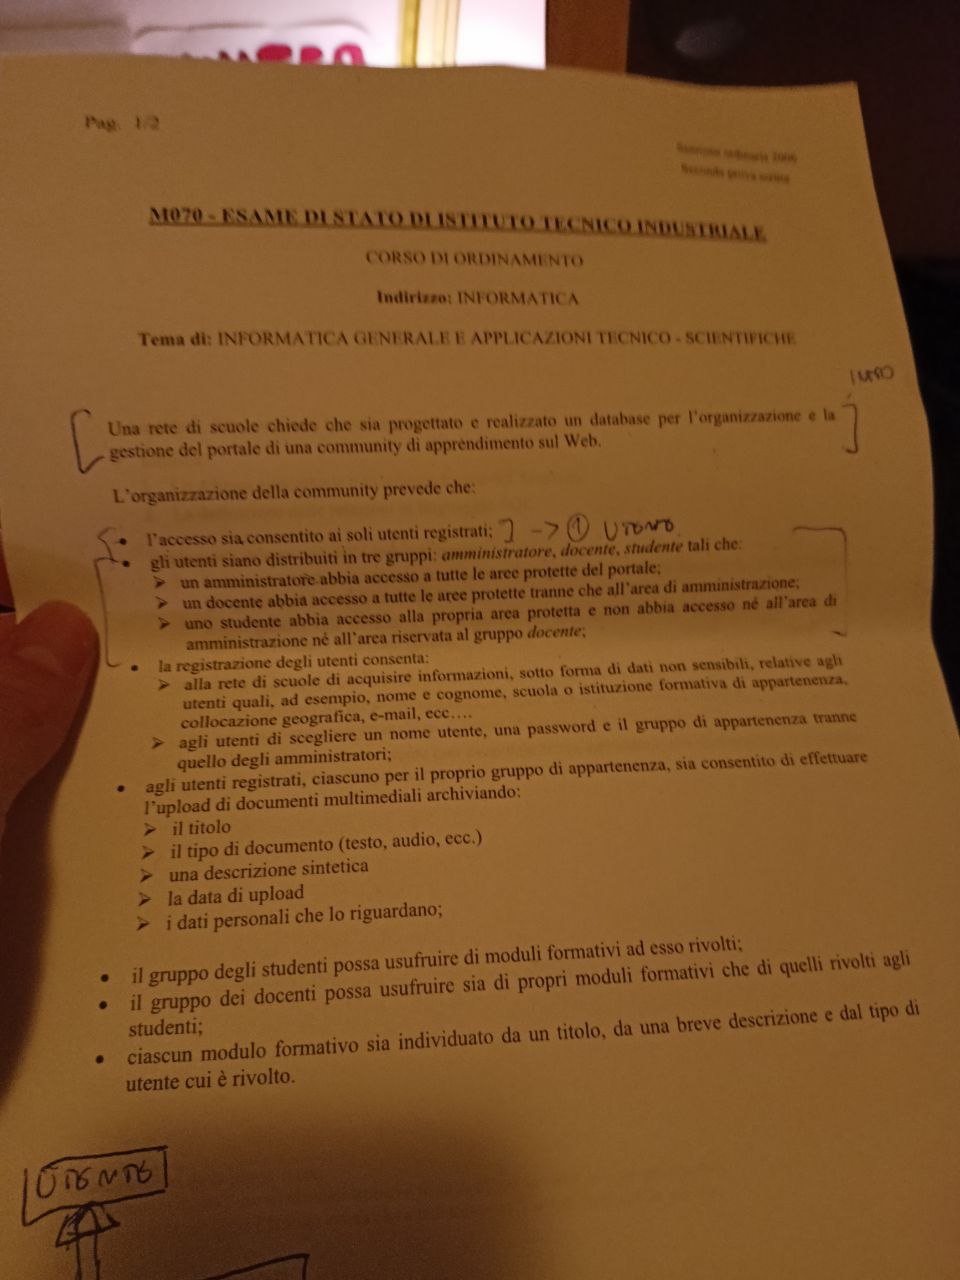 Pag. 1/2
Sessione ordinaria 2006
Seconda prova scritta
M070 - ESAME DI STATO DI ISTITUTO TECNICO INDUSTRIALE
CORSO DI ORDINAMENTO
Indirizzo: INFORMATICA
Tema di: INFORMATICA GENERALE E APPLICAZIONI TECNICO - SCIENTIFICHE
Una rete di scuole chiede che sia progettato e realizzato un database per l'organizzazione e la
gestione del portale di una community di apprendimento sul Web.
L'organizzazione della community prevede che:
• l'accesso sia consentito ai soli utenti registrati; ] -> ①
• gli utenti siano distribuiti in tre gruppi: amministratore, docente, studente tali che:
➢ un amministratore abbia accesso a tutte le aree protette del portale;
➢ un docente abbia accesso a tutte le aree protette tranne che all'area di amministrazione;
➢ uno studente abbia accesso alla propria area protetta e non abbia accesso né all'area di
amministrazione né all'area riservata al gruppo docente;
• la registrazione degli utenti consenta:
➢ alla rete di scuole di acquisire informazioni, sotto forma di dati non sensibili, relative agli
utenti quali, ad esempio, nome e cognome, scuola o istituzione formativa di appartenenza,
collocazione geografica, e-mail, ecc….
➢ agli utenti di scegliere un nome utente, una password e il gruppo di appartenenza tranne
quello degli amministratori;
• agli utenti registrati, ciascuno per il proprio gruppo di appartenenza, sia consentito di effettuare
l'upload di documenti multimediali archiviando:
➢ il titolo
➢ il tipo di documento (testo, audio, ecc.)
➢ una descrizione sintetica
➢ la data di upload
➢ i dati personali che lo riguardano;
• il gruppo degli studenti possa usufruire di moduli formativi ad esso rivolti;
• il gruppo dei docenti possa usufruire sia di propri moduli formativi che di quelli rivolti agli
studenti;
• ciascun modulo formativo sia individuato da un titolo, da una breve descrizione e dal tipo di
utente cui è rivolto.
UTENTE